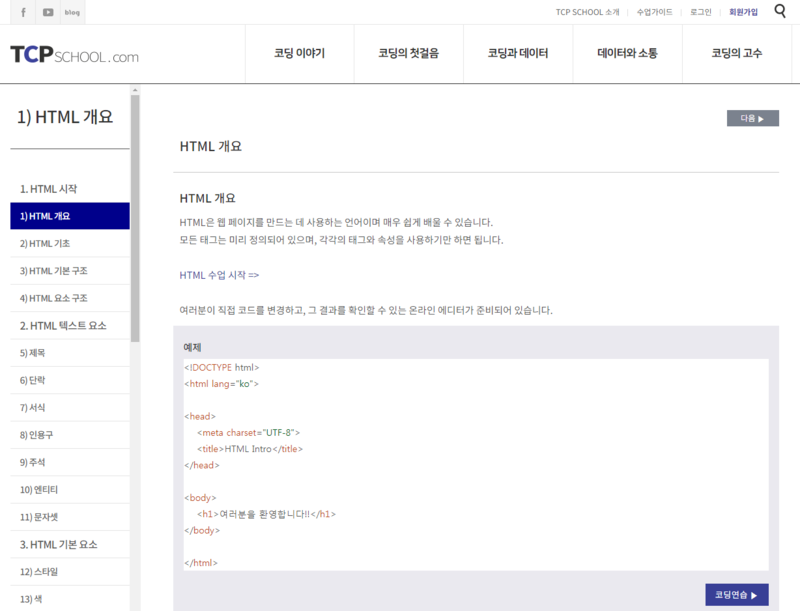 f blog TCP SCHOOL 소개 수업가이드 로그인 회원가입
TCPSCHOOL.com 코딩 이야기 코딩의 첫걸음 코딩과 데이터 데이터와 소통 코딩의 고수
1) HTML 개요
1. HTML 시작
1) HTML 개요
2) HTML 기초
3) HTML 기본 구조
4) HTML 요소 구조
2. HTML 텍스트 요소
5) 제목
6) 단락
7) 서식
8) 인용구
9) 주석
10) 엔티티
11) 문자셋
3. HTML 기본 요소
12) 스타일
13) 색
다음
HTML 개요
HTML 개요
HTML은 웹 페이지를 만드는 데 사용하는 언어이며 매우 쉽게 배울 수 있습니다.
모든 태그는 미리 정의되어 있으며, 각각의 태그와 속성을 사용하기만 하면 됩니다.
HTML 수업 시작 =>
여러분이 직접 코드를 변경하고, 그 결과를 확인할 수 있는 온라인 에디터가 준비되어 있습니다.
예제
<!DOCTYPE html>
<html lang="ko">
<head>
<meta charset="UTF-8">
<title>HTML Intro</title>
</head>
<body>
<h1>여러분을 환영합니다!!</h1>
</body>
</html>
코딩연습